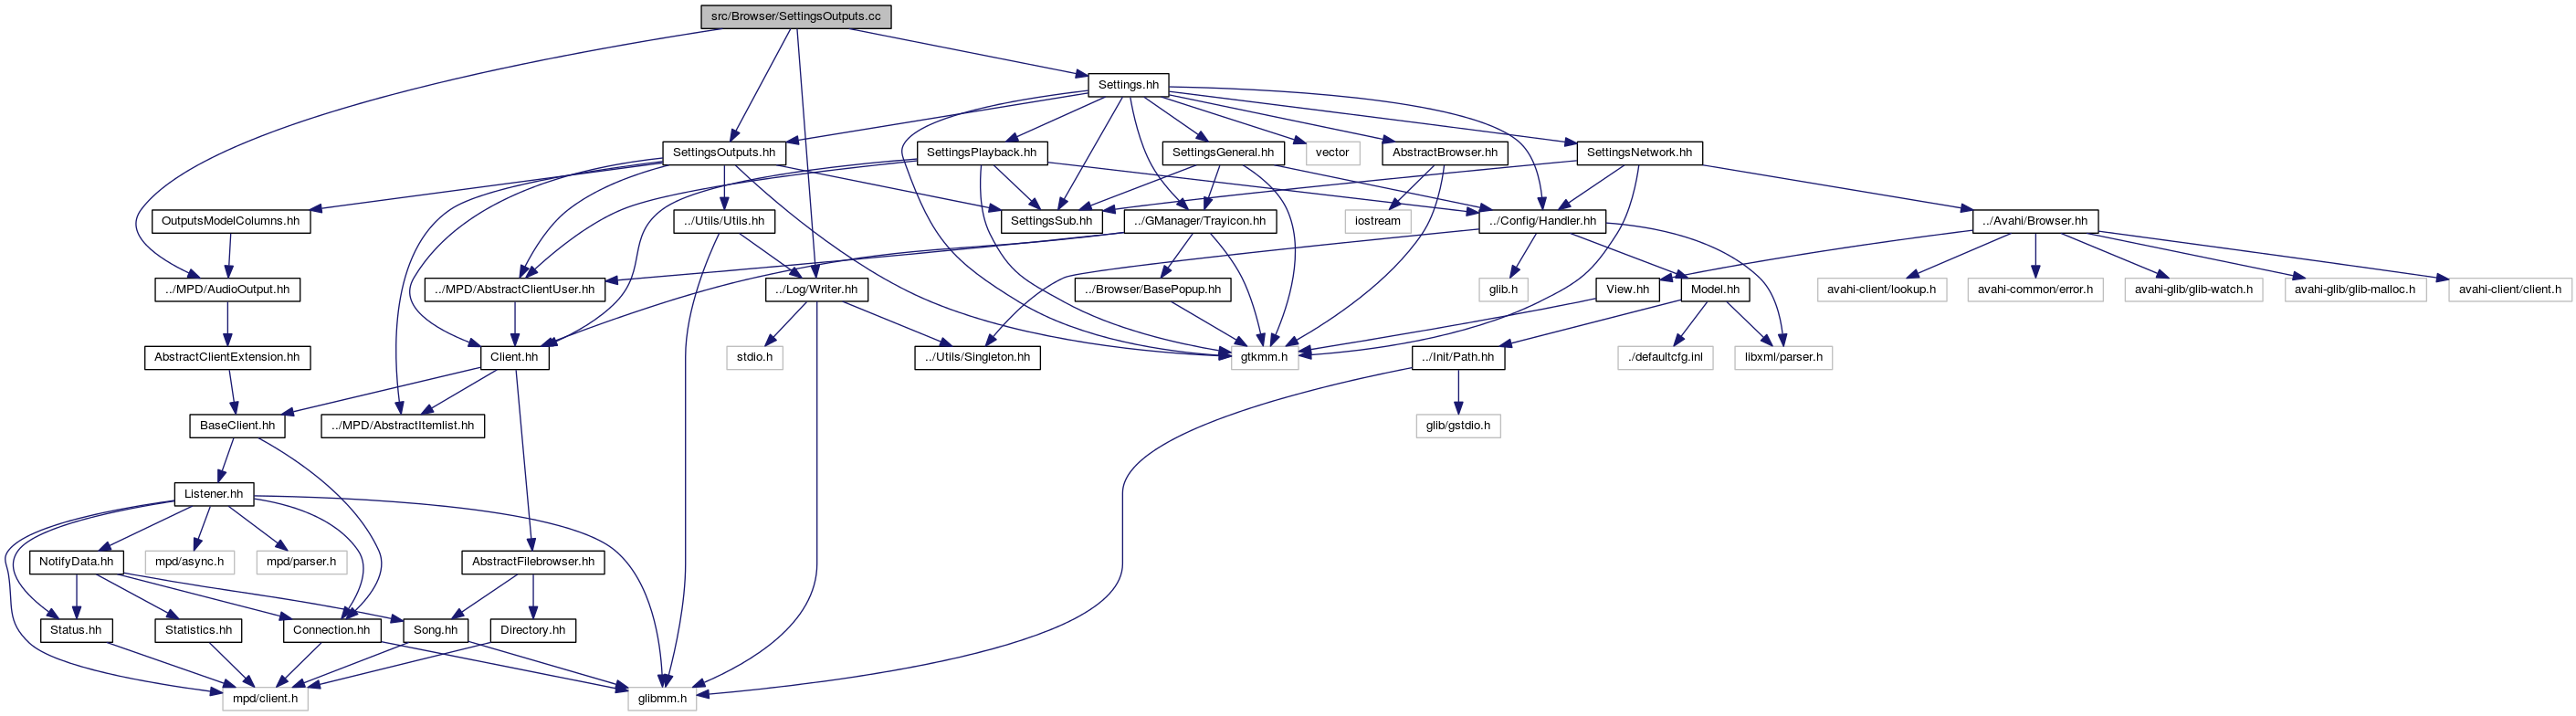 src/Browser/SettingsOutputs.cc
Settings.hh
SettingsOutputs.hh
SettingsPlayback.hh
SettingsGeneral.hh
vector
AbstractBrowser.hh
SettingsNetwork.hh
OutputsModelColumns.hh
../Utils/Utils.hh
SettingsSub.hh
../GManager/Trayicon.hh
iostream
../Config/Handler.hh
../Avahi/Browser.hh
../MPD/AudioOutput.hh
../MPD/AbstractClientUser.hh
../Log/Writer.hh
../Browser/BasePopup.hh
glib.h
View.hh
Model.hh
avahi-client/lookup.h
avahi-common/error.h
avahi-glib/glib-watch.h
avahi-glib/glib-malloc.h
avahi-client/client.h
AbstractClientExtension.hh
Client.hh
stdio.h
../Utils/Singleton.hh
gtkmm.h
../Init/Path.hh
./defaultcfg.inl
libxml/parser.h
BaseClient.hh
../MPD/AbstractItemlist.hh
glib/gstdio.h
Listener.hh
NotifyData.hh
mpd/async.h
mpd/parser.h
AbstractFilebrowser.hh
Status.hh
Statistics.hh
Connection.hh
Song.hh
Directory.hh
mpd/client.h
glibmm.h